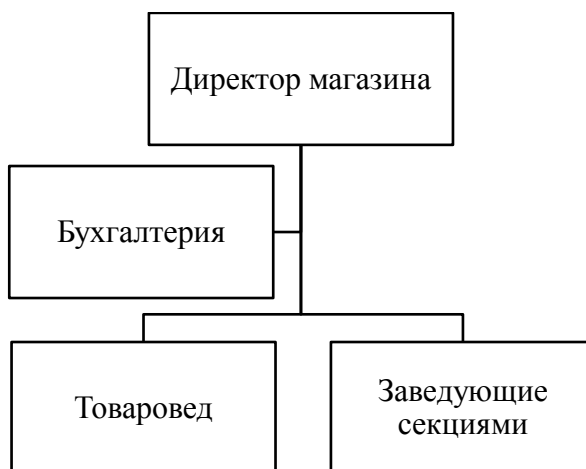 Директор магазина
Бухгалтерия
Товаровед
Заведующие
секциями